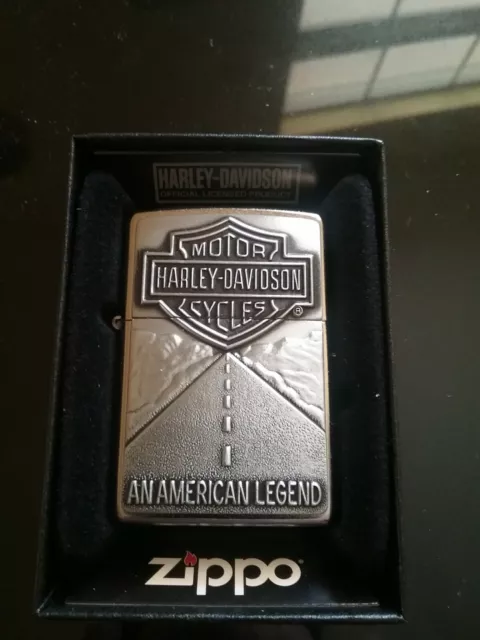 HARLEY-DAVIDSON
OFFICIAL LICENSED PRODUCT
MOTOR
HARLEY-DAVIDSON
CYCLES
®
AN AMERICAN LEGEND
zippo